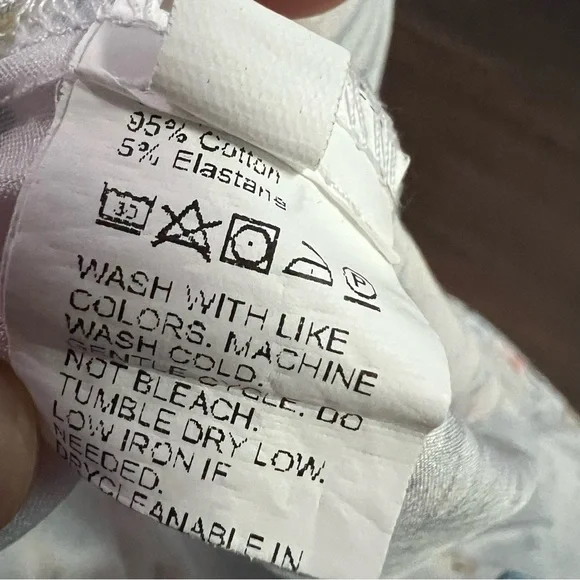 95% Cotton
5% Elastane
30 P
WASH WITH LIKE
COLORS. MACHINE
WASH COLD.
GENTLE CYCLE. DO
NOT BLEACH.
TUMBLE DRY LOW.
LOW IRON IF
NEEDED.
DRYCLEANABLE IN